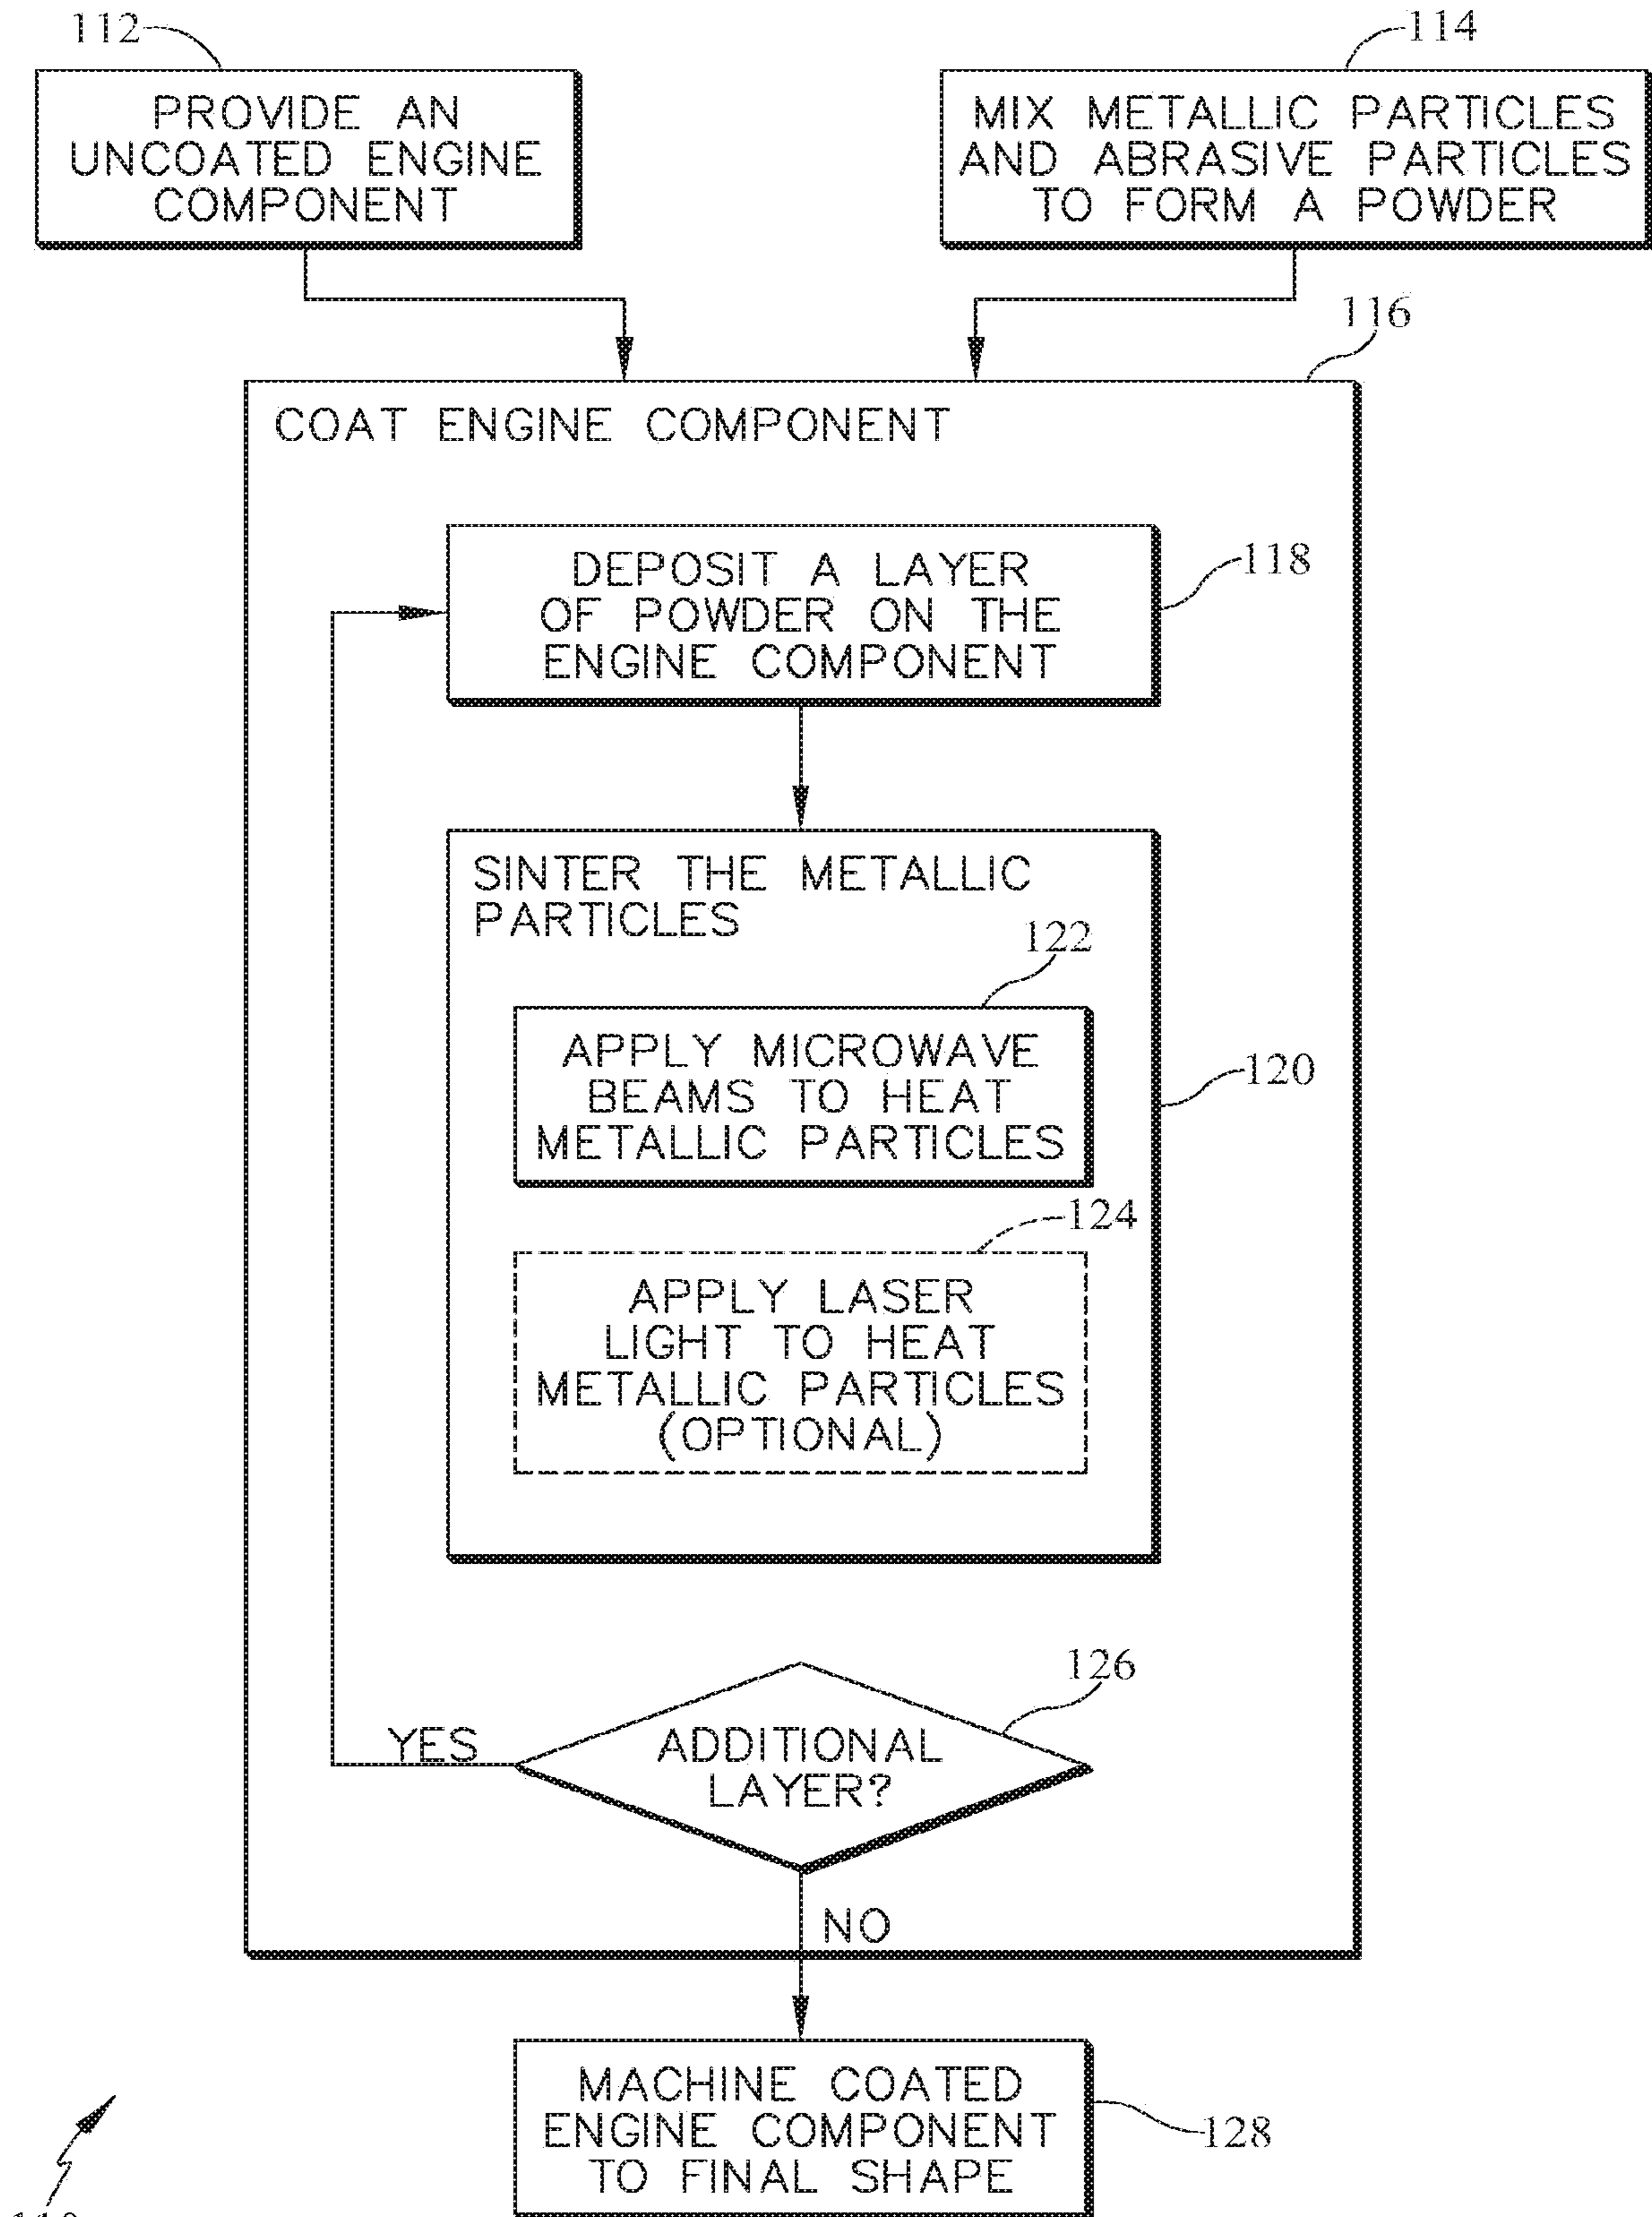 112
PROVIDE AN
UNCOATED ENGINE
COMPONENT
114
MIX METALLIC PARTICLES
AND ABRASIVE PARTICLES
TO FORM A POWDER
116
COAT ENGINE COMPONENT
DEPOSIT A LAYER
OF POWDER ON THE
ENGINE COMPONENT
118
SINTER THE METALLIC
PARTICLES
122
APPLY MICROWAVE
BEAMS TO HEAT
METALLIC PARTICLES
120
124
APPLY LASER
LIGHT TO HEAT
METALLIC PARTICLES
(OPTIONAL)
126
YES
ADDITIONAL
LAYER?
NO
MACHINE COATED
ENGINE COMPONENT
TO FINAL SHAPE
128